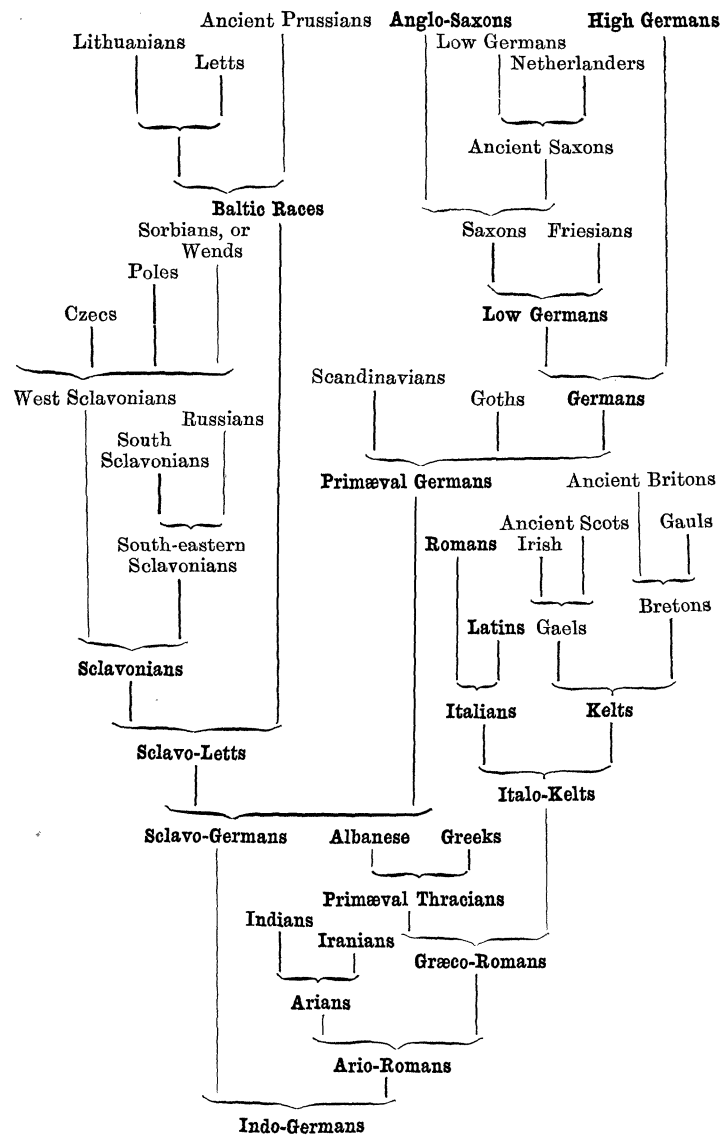 Ancient Prussians
Anglo-Saxons
High Germans
Lithuanians
Low Germans
Letts
Netherlanders
Ancient Saxons
Baltic Races
Sorbians, or
Wends
Saxons
Friesians
Poles
Czecs
Low Germans
West Sclavonians
Scandinavians
Goths
Germans
Russians
South
Sclavonians
Primæval Germans
Ancient Britons
South-eastern
Sclavonians
Romans
Ancient Scots
Irish
Gauls
Latins
Gaels
Bretons
Sclavonians
Italians
Kelts
Sclavo-Letts
Italo-Kelts
Sclavo-Germans
Albanese
Greeks
Primæval Thracians
Indians
Iranians
Græco-Romans
Arians
Ario-Romans
Indo-Germans